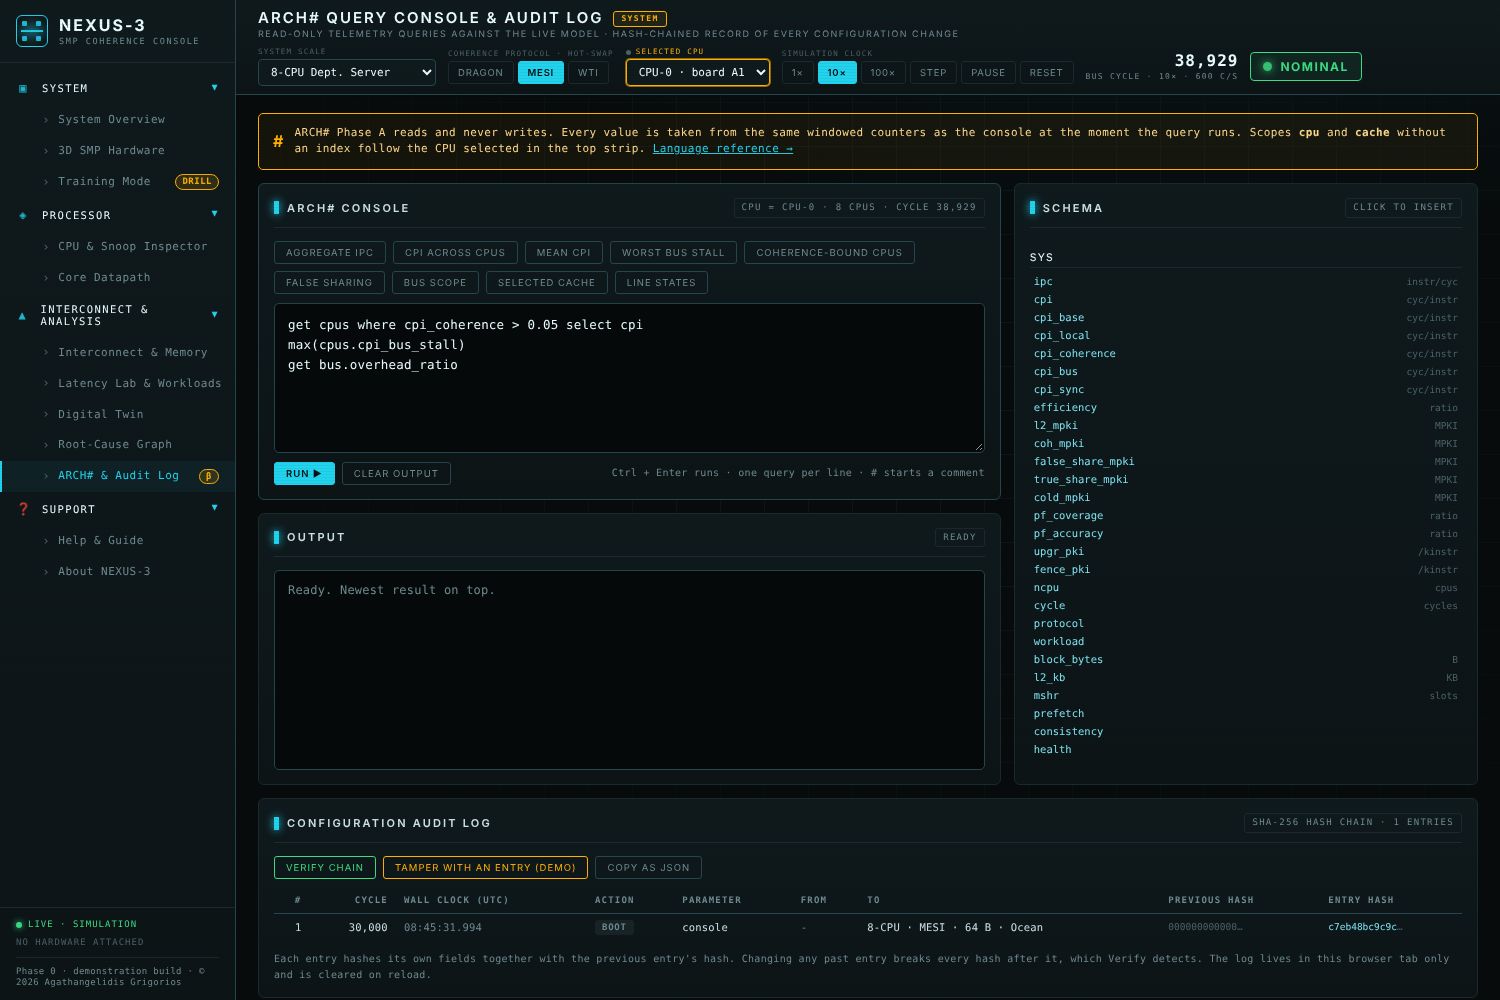 NEXUS-3
SMP COHERENCE CONSOLE
SYSTEM
› System Overview
› 3D SMP Hardware
› Training Mode DRILL
PROCESSOR
› CPU & Snoop Inspector
› Core Datapath
INTERCONNECT & ANALYSIS
› Interconnect & Memory
› Latency Lab & Workloads
› Digital Twin
› Root-Cause Graph
› ARCH# & Audit Log β
SUPPORT
› Help & Guide
› About NEXUS-3
LIVE · SIMULATION
NO HARDWARE ATTACHED
Phase 0 · demonstration build · ©
2026 Agathangelidis Grigorios
ARCH# QUERY CONSOLE & AUDIT LOG SYSTEM
READ-ONLY TELEMETRY QUERIES AGAINST THE LIVE MODEL · HASH-CHAINED RECORD OF EVERY CONFIGURATION CHANGE
SYSTEM SCALE
8-CPU Dept. Server
COHERENCE PROTOCOL · HOT-SWAP
DRAGON MESI WTI
SELECTED CPU
CPU-0 · board A1
SIMULATION CLOCK
1× 10× 100× STEP PAUSE RESET
38,929
BUS CYCLE · 10× · 600 C/S
NOMINAL
# ARCH# Phase A reads and never writes. Every value is taken from the same windowed counters as the console at the moment the query runs. Scopes cpu and cache without
an index follow the CPU selected in the top strip. Language reference →
ARCH# CONSOLE
CPU = CPU-0 · 8 CPUS · CYCLE 38,929
AGGREGATE IPC CPI ACROSS CPUS MEAN CPI WORST BUS STALL COHERENCE-BOUND CPUS
FALSE SHARING BUS SCOPE SELECTED CACHE LINE STATES
get cpus where cpi_coherence > 0.05 select cpi
max(cpus.cpi_bus_stall)
get bus.overhead_ratio
RUN ▶ CLEAR OUTPUT
Ctrl + Enter runs · one query per line · # starts a comment
OUTPUT
READY
Ready. Newest result on top.
SCHEMA
CLICK TO INSERT
SYS
ipc instr/cyc
cpi cyc/instr
cpi_base cyc/instr
cpi_local cyc/instr
cpi_coherence cyc/instr
cpi_bus cyc/instr
cpi_sync cyc/instr
efficiency ratio
l2_mpki MPKI
coh_mpki MPKI
false_share_mpki MPKI
true_share_mpki MPKI
cold_mpki MPKI
pf_coverage ratio
pf_accuracy ratio
upgr_pki /kinstr
fence_pki /kinstr
ncpu cpus
cycle cycles
protocol
workload
block_bytes B
l2_kb KB
mshr slots
prefetch
consistency
health
CONFIGURATION AUDIT LOG
SHA-256 HASH CHAIN · 1 ENTRIES
VERIFY CHAIN TAMPER WITH AN ENTRY (DEMO) COPY AS JSON
# CYCLE WALL CLOCK (UTC) ACTION PARAMETER FROM TO PREVIOUS HASH ENTRY HASH
1 30,000 08:45:31.994 BOOT console - 8-CPU · MESI · 64 B · Ocean 000000000000… c7eb48bc9c9c…
Each entry hashes its own fields together with the previous entry's hash. Changing any past entry breaks every hash after it, which Verify detects. The log lives in this browser tab only
and is cleared on reload.